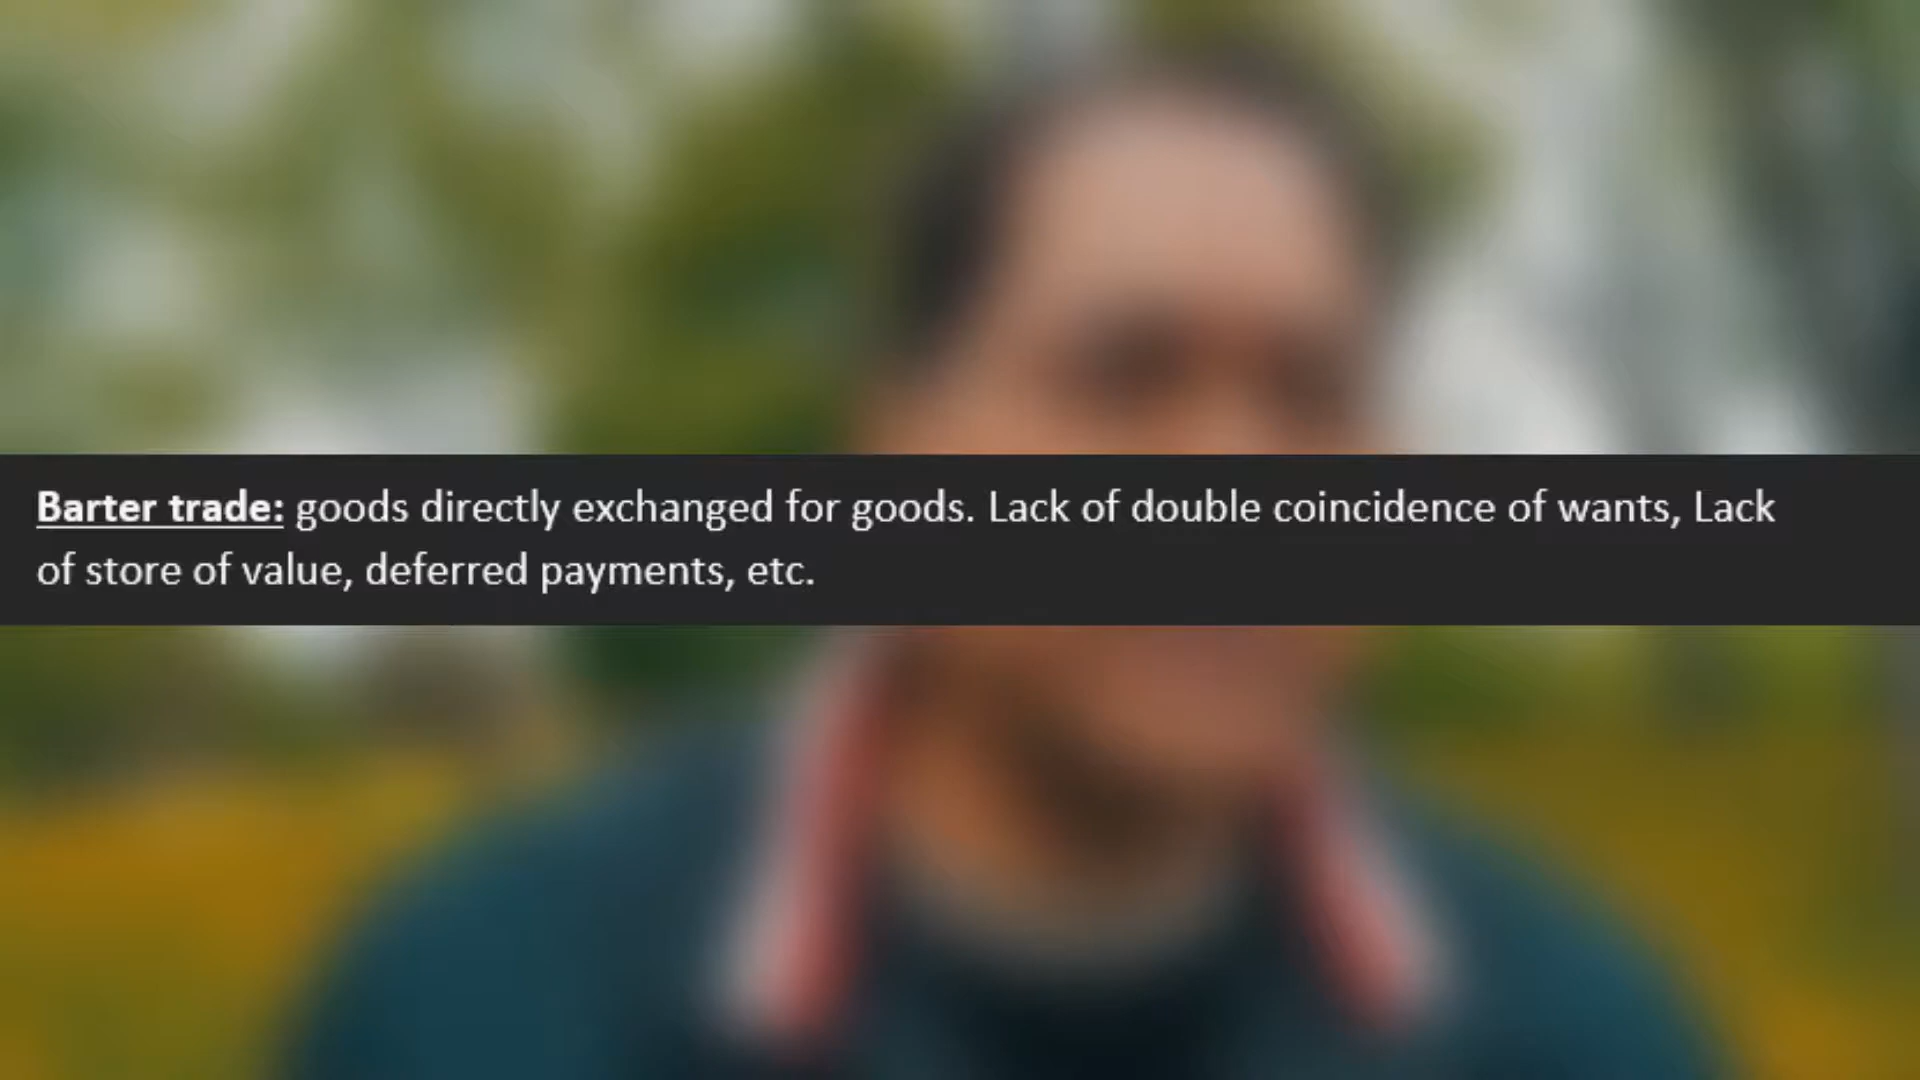 Barter trade: goods directly exchanged for goods. Lack of double coincidence of wants, Lack
of store of value, deferred payments, etc.